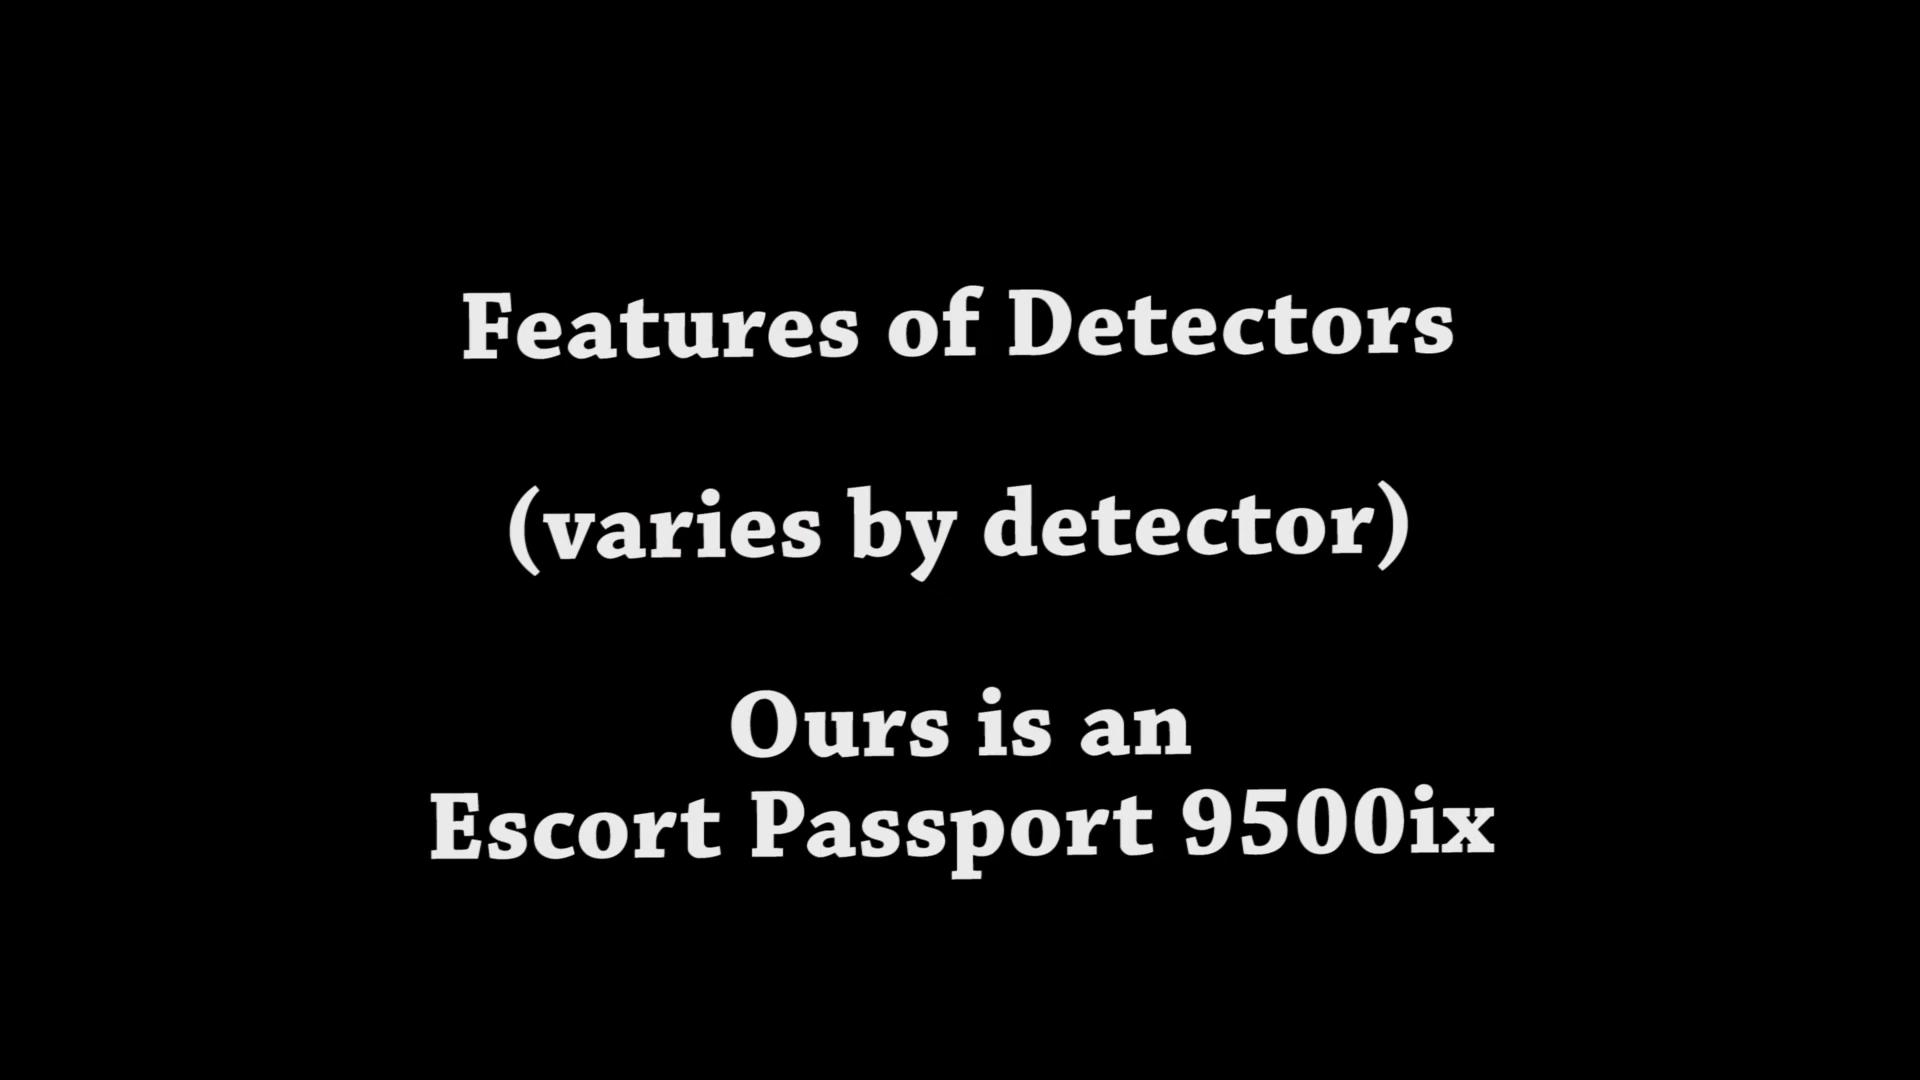 Features of Detectors
(varies by detector)
Ours is an
Escort Passport 9500ix